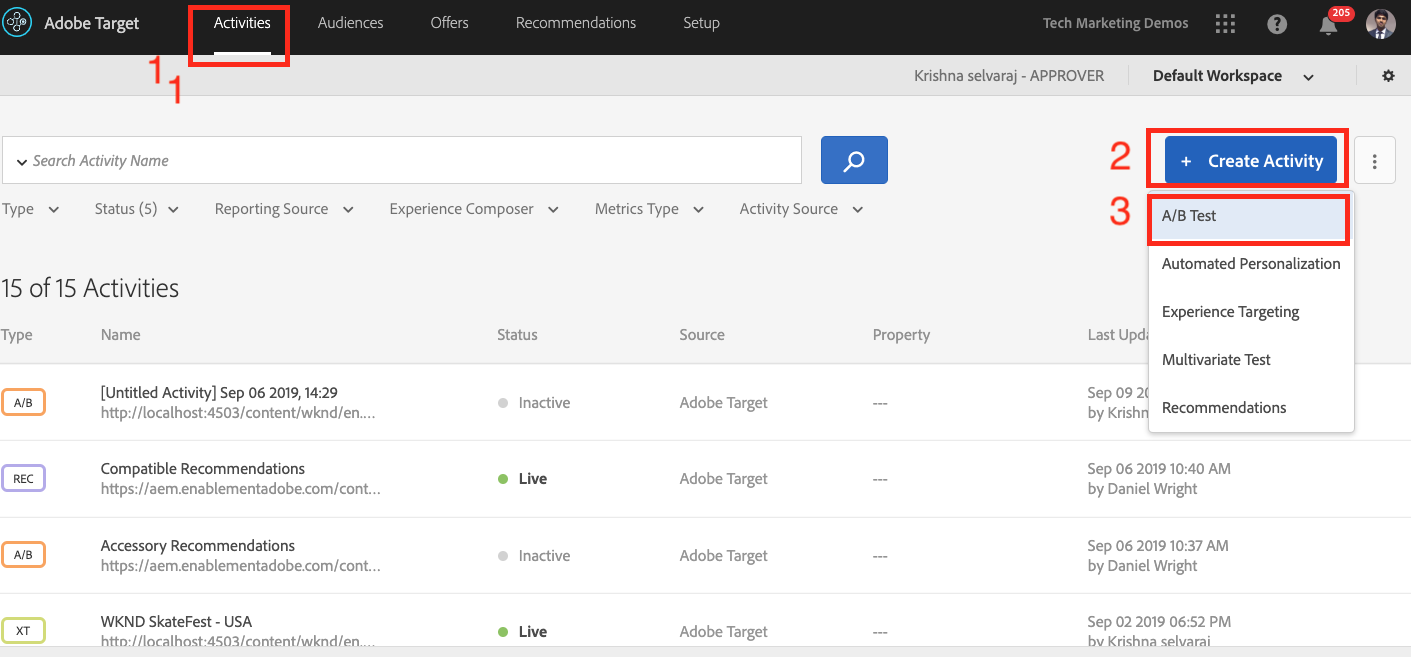 Adobe Target
Activities
Audiences
Offers
Recommendations
Setup
Tech Marketing Demos
205
1
1
Krishna selvaraj - APPROVER
Default Workspace
Search Activity Name
2
+ Create Activity
Type
Status (5)
Reporting Source
Experience Composer
Metrics Type
Activity Source
3
A/B Test
Automated Personalization
Experience Targeting
Multivariate Test
Recommendations
15 of 15 Activities
Type
Name
Status
Source
Property
Last Upda
A/B
[Untitled Activity] Sep 06 2019, 14:29
http://localhost:4503/content/wknd/en....
Inactive
Adobe Target
---
Sep 09 20
by Krishn
REC
Compatible Recommendations
https://aem.enablementadobe.com/cont...
Live
Adobe Target
---
Sep 06 2019 10:40 AM
by Daniel Wright
A/B
Accessory Recommendations
https://aem.enablementadobe.com/cont...
Inactive
Adobe Target
---
Sep 06 2019 10:37 AM
by Daniel Wright
XT
WKND SkateFest - USA
http://localhost:4503/content/wknd/en....
Live
Adobe Target
---
Sep 02 2019 06:52 PM
by Krishna selvaraj